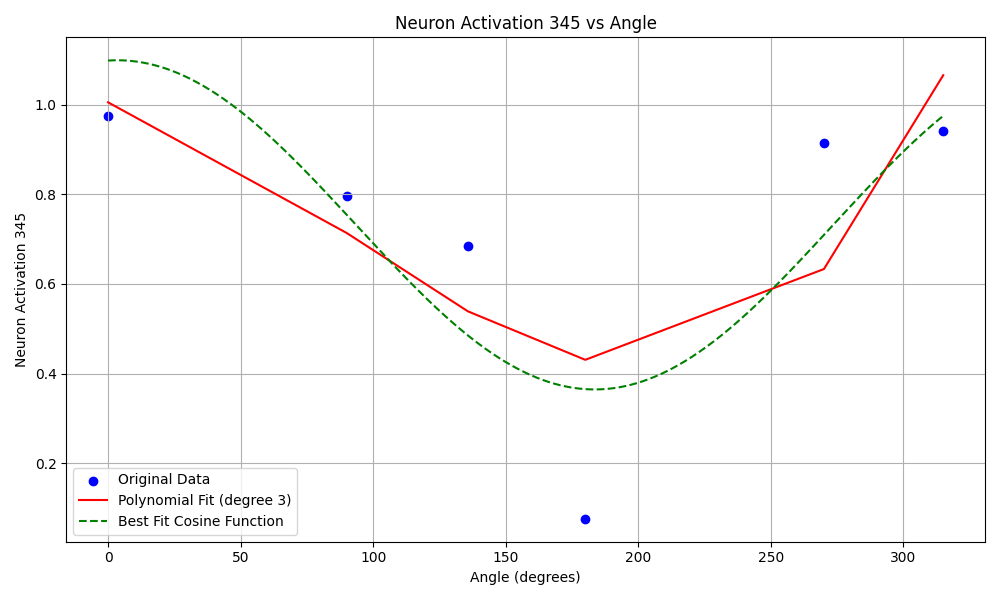 Neuron Activation 345 vs Angle
Neuron Activation 345
1.0
0.8
0.6
0.4
0.2
Original Data
Polynomial Fit (degree 3)
Best Fit Cosine Function
0 50 100 150 200 250 300
Angle (degrees)